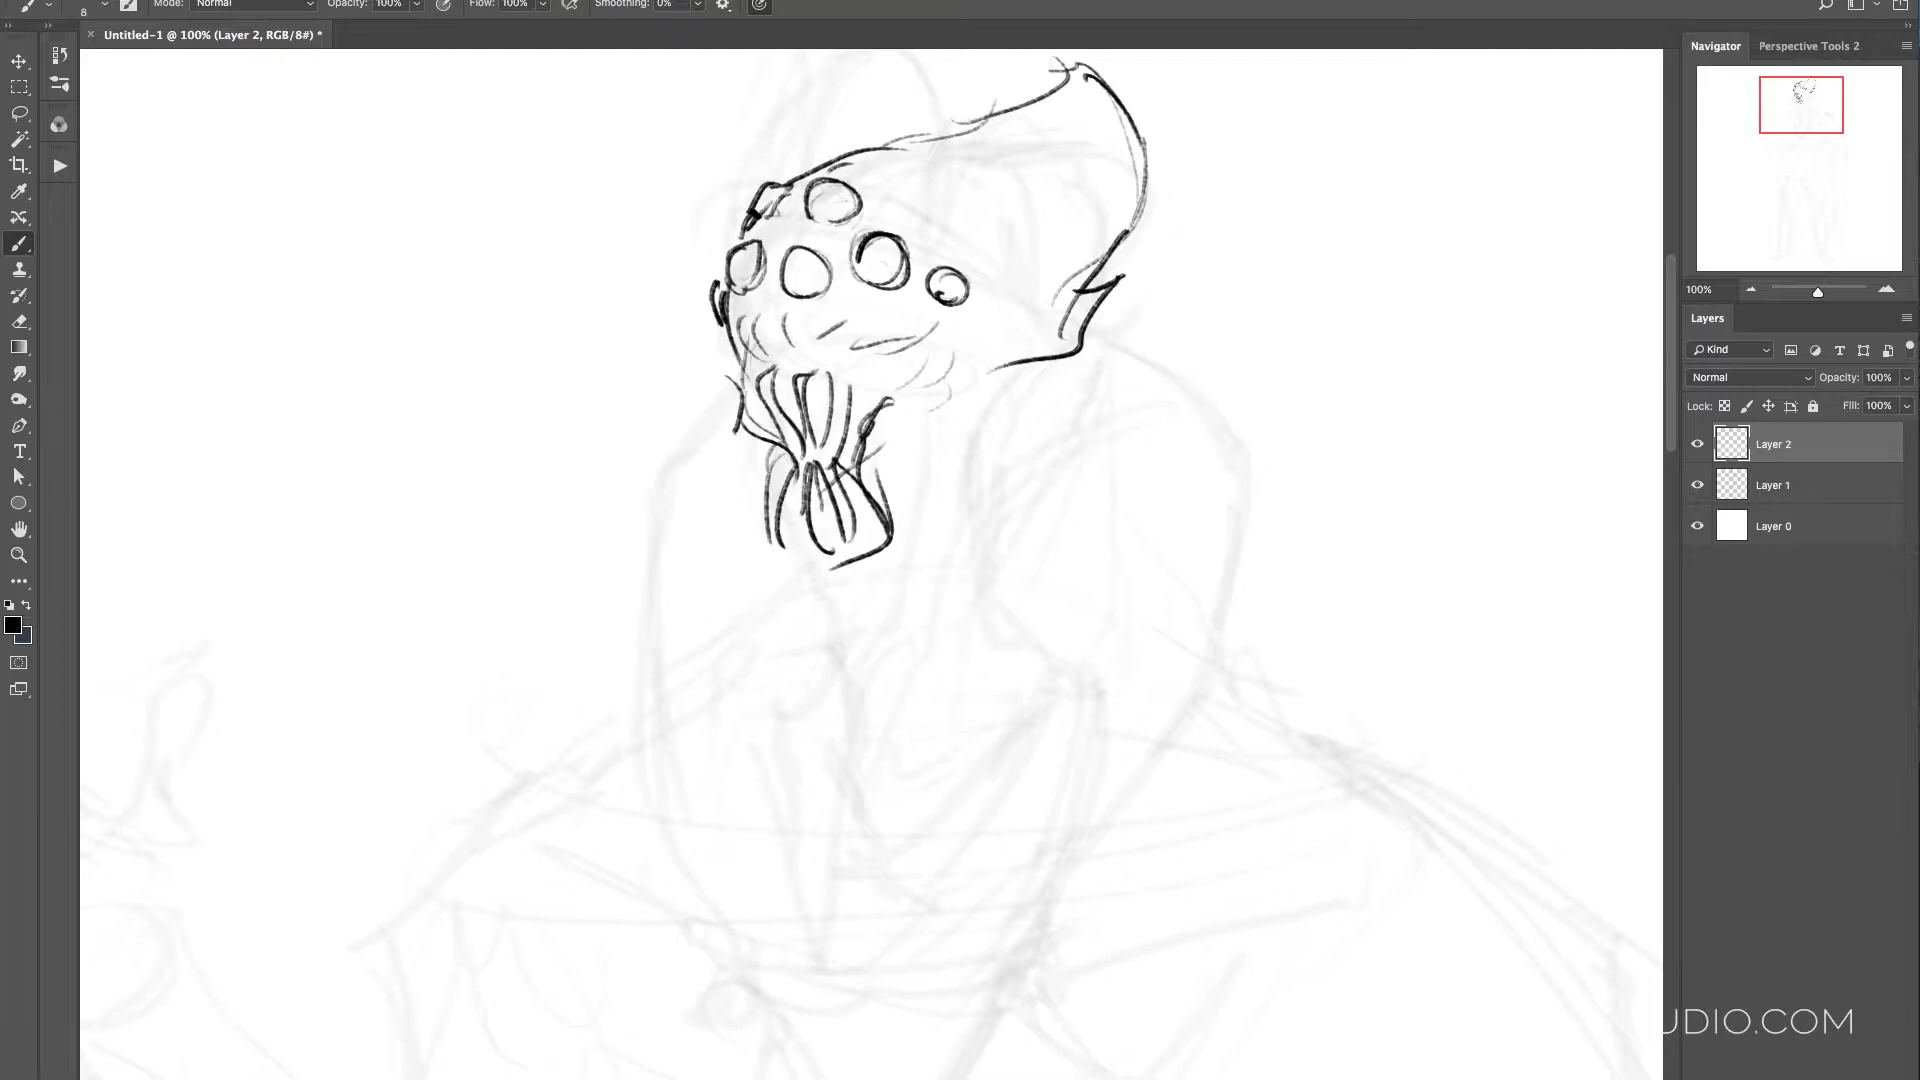 8 Mode: Normal Opacity: 100% Flow: 100% Smoothing: 0%
Untitled-1 @ 100% (Layer 2, RGB/8#) *
Navigator Perspective Tools 2
100%
Layers
Kind
Normal Opacity: 100%
Lock: Fill: 100%
Layer 2
Layer 1
Layer 0
UDIO.COM